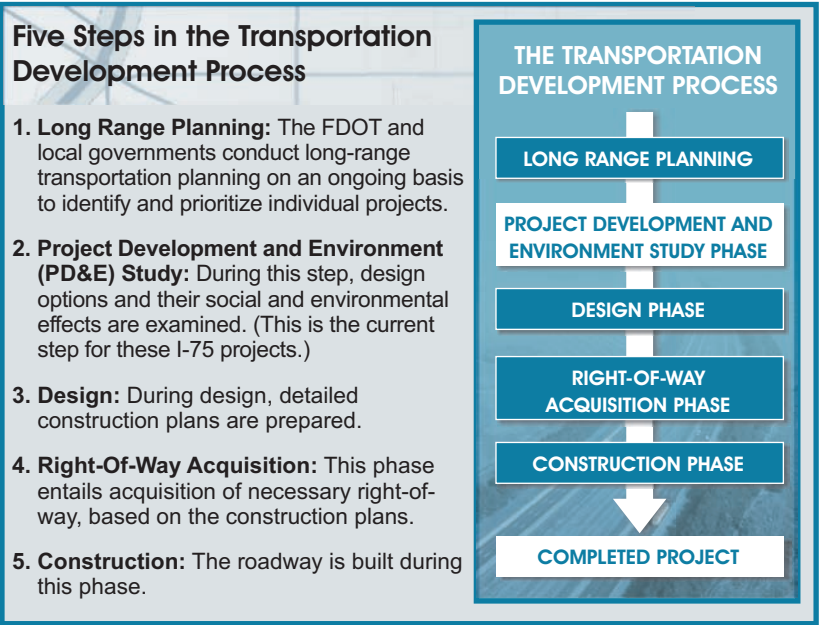 Five Steps in the Transportation
Development Process
1. Long Range Planning: The FDOT and
local governments conduct long-range
transportation planning on an ongoing basis
to identify and prioritize individual projects.
2. Project Development and Environment
(PD&E) Study: During this step, design
options and their social and environmental
effects are examined. (This is the current
step for these I-75 projects.)
3. Design: During design, detailed
construction plans are prepared.
4. Right-Of-Way Acquisition: This phase
entails acquisition of necessary right-of-
way, based on the construction plans.
5. Construction: The roadway is built during
this phase.
THE TRANSPORTATION
DEVELOPMENT PROCESS
LONG RANGE PLANNING
PROJECT DEVELOPMENT AND
ENVIRONMENT STUDY PHASE
DESIGN PHASE
RIGHT-OF-WAY
ACQUISITION PHASE
CONSTRUCTION PHASE
COMPLETED PROJECT